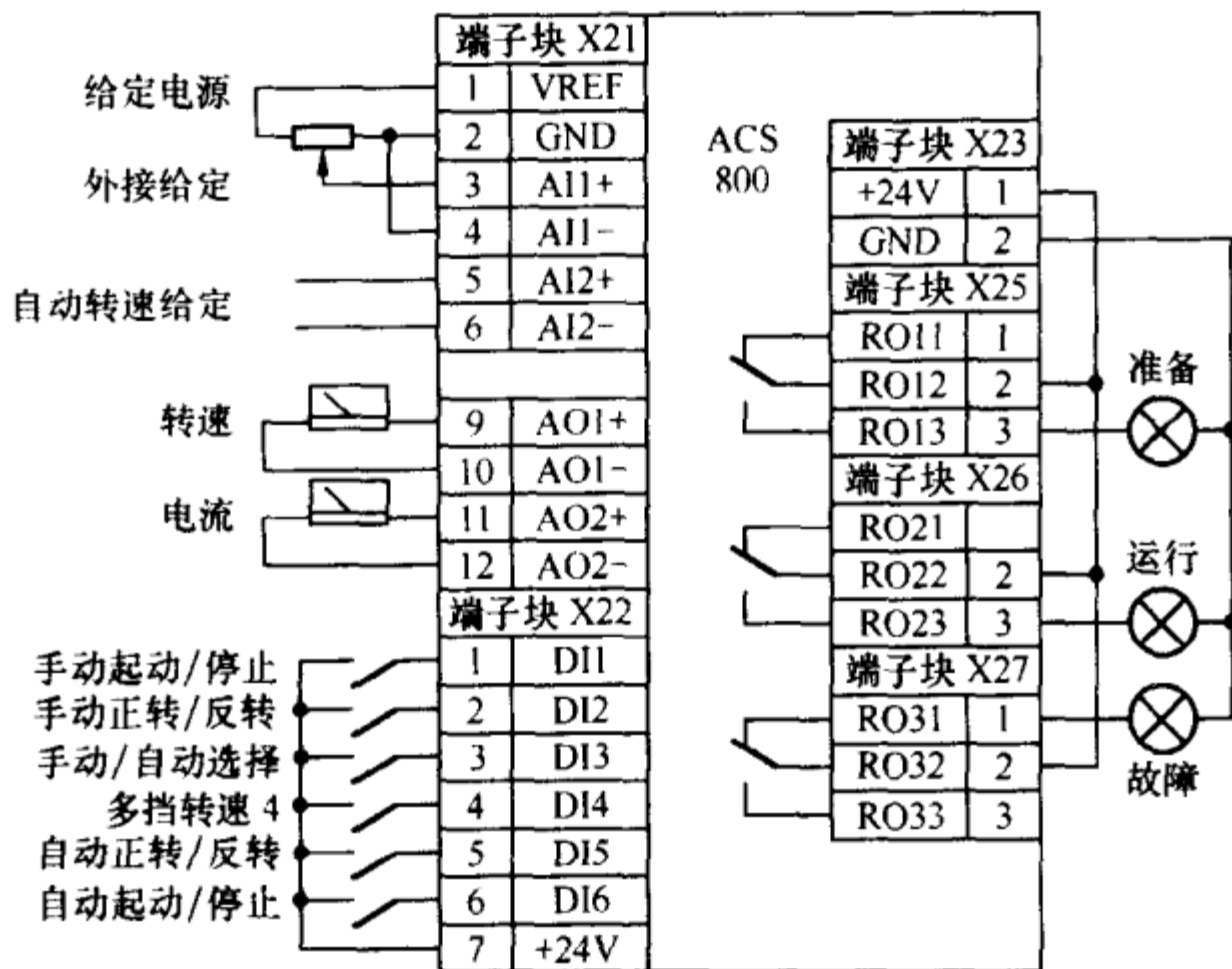 给定电源
外接给定
自动转速给定
转速
电流
手动起动/停止
手动正转/反转
手动/自动选择
多挡转速 4
自动正转/反转
自动起动/停止
端子块 X21
1 VREF
2 GND
3 AI1+
4 AI1-
5 AI2+
6 AI2-
9 AO1+
10 AO1-
11 AO2+
12 AO2-
端子块 X22
1 DI1
2 DI2
3 DI3
4 DI4
5 DI5
6 DI6
7 +24V
ACS
800
端子块 X23
+24V 1
GND 2
端子块 X25
RO11 1
RO12 2
RO13 3
端子块 X26
RO21
RO22 2
RO23 3
端子块 X27
RO31 1
RO32 2
RO33 3
准备
运行
故障